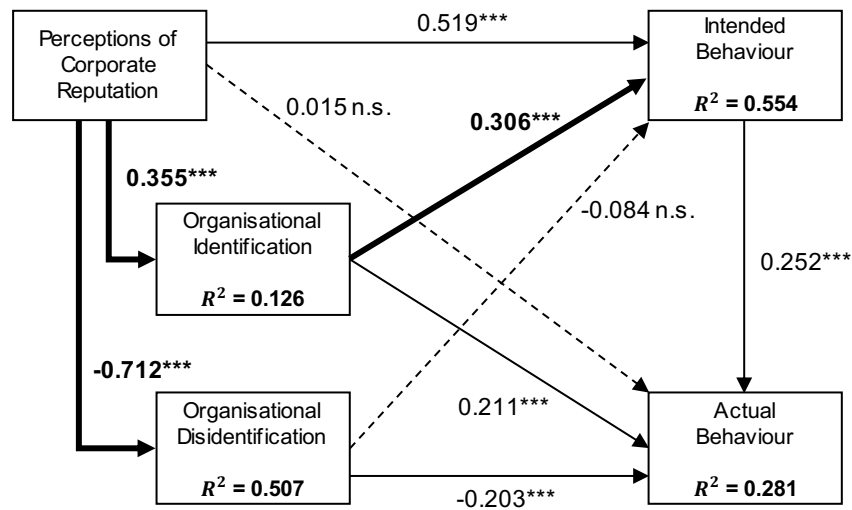 Perceptions of
Corporate
Reputation
0.519***
Intended
Behaviour
R² = 0.554
0.015 n.s.
0.306***
0.355***
Organisational
Identification
R² = 0.126
-0.084 n.s.
0.252***
-0.712***
Organisational
Disidentification
R² = 0.507
0.211***
-0.203***
Actual
Behaviour
R² = 0.281